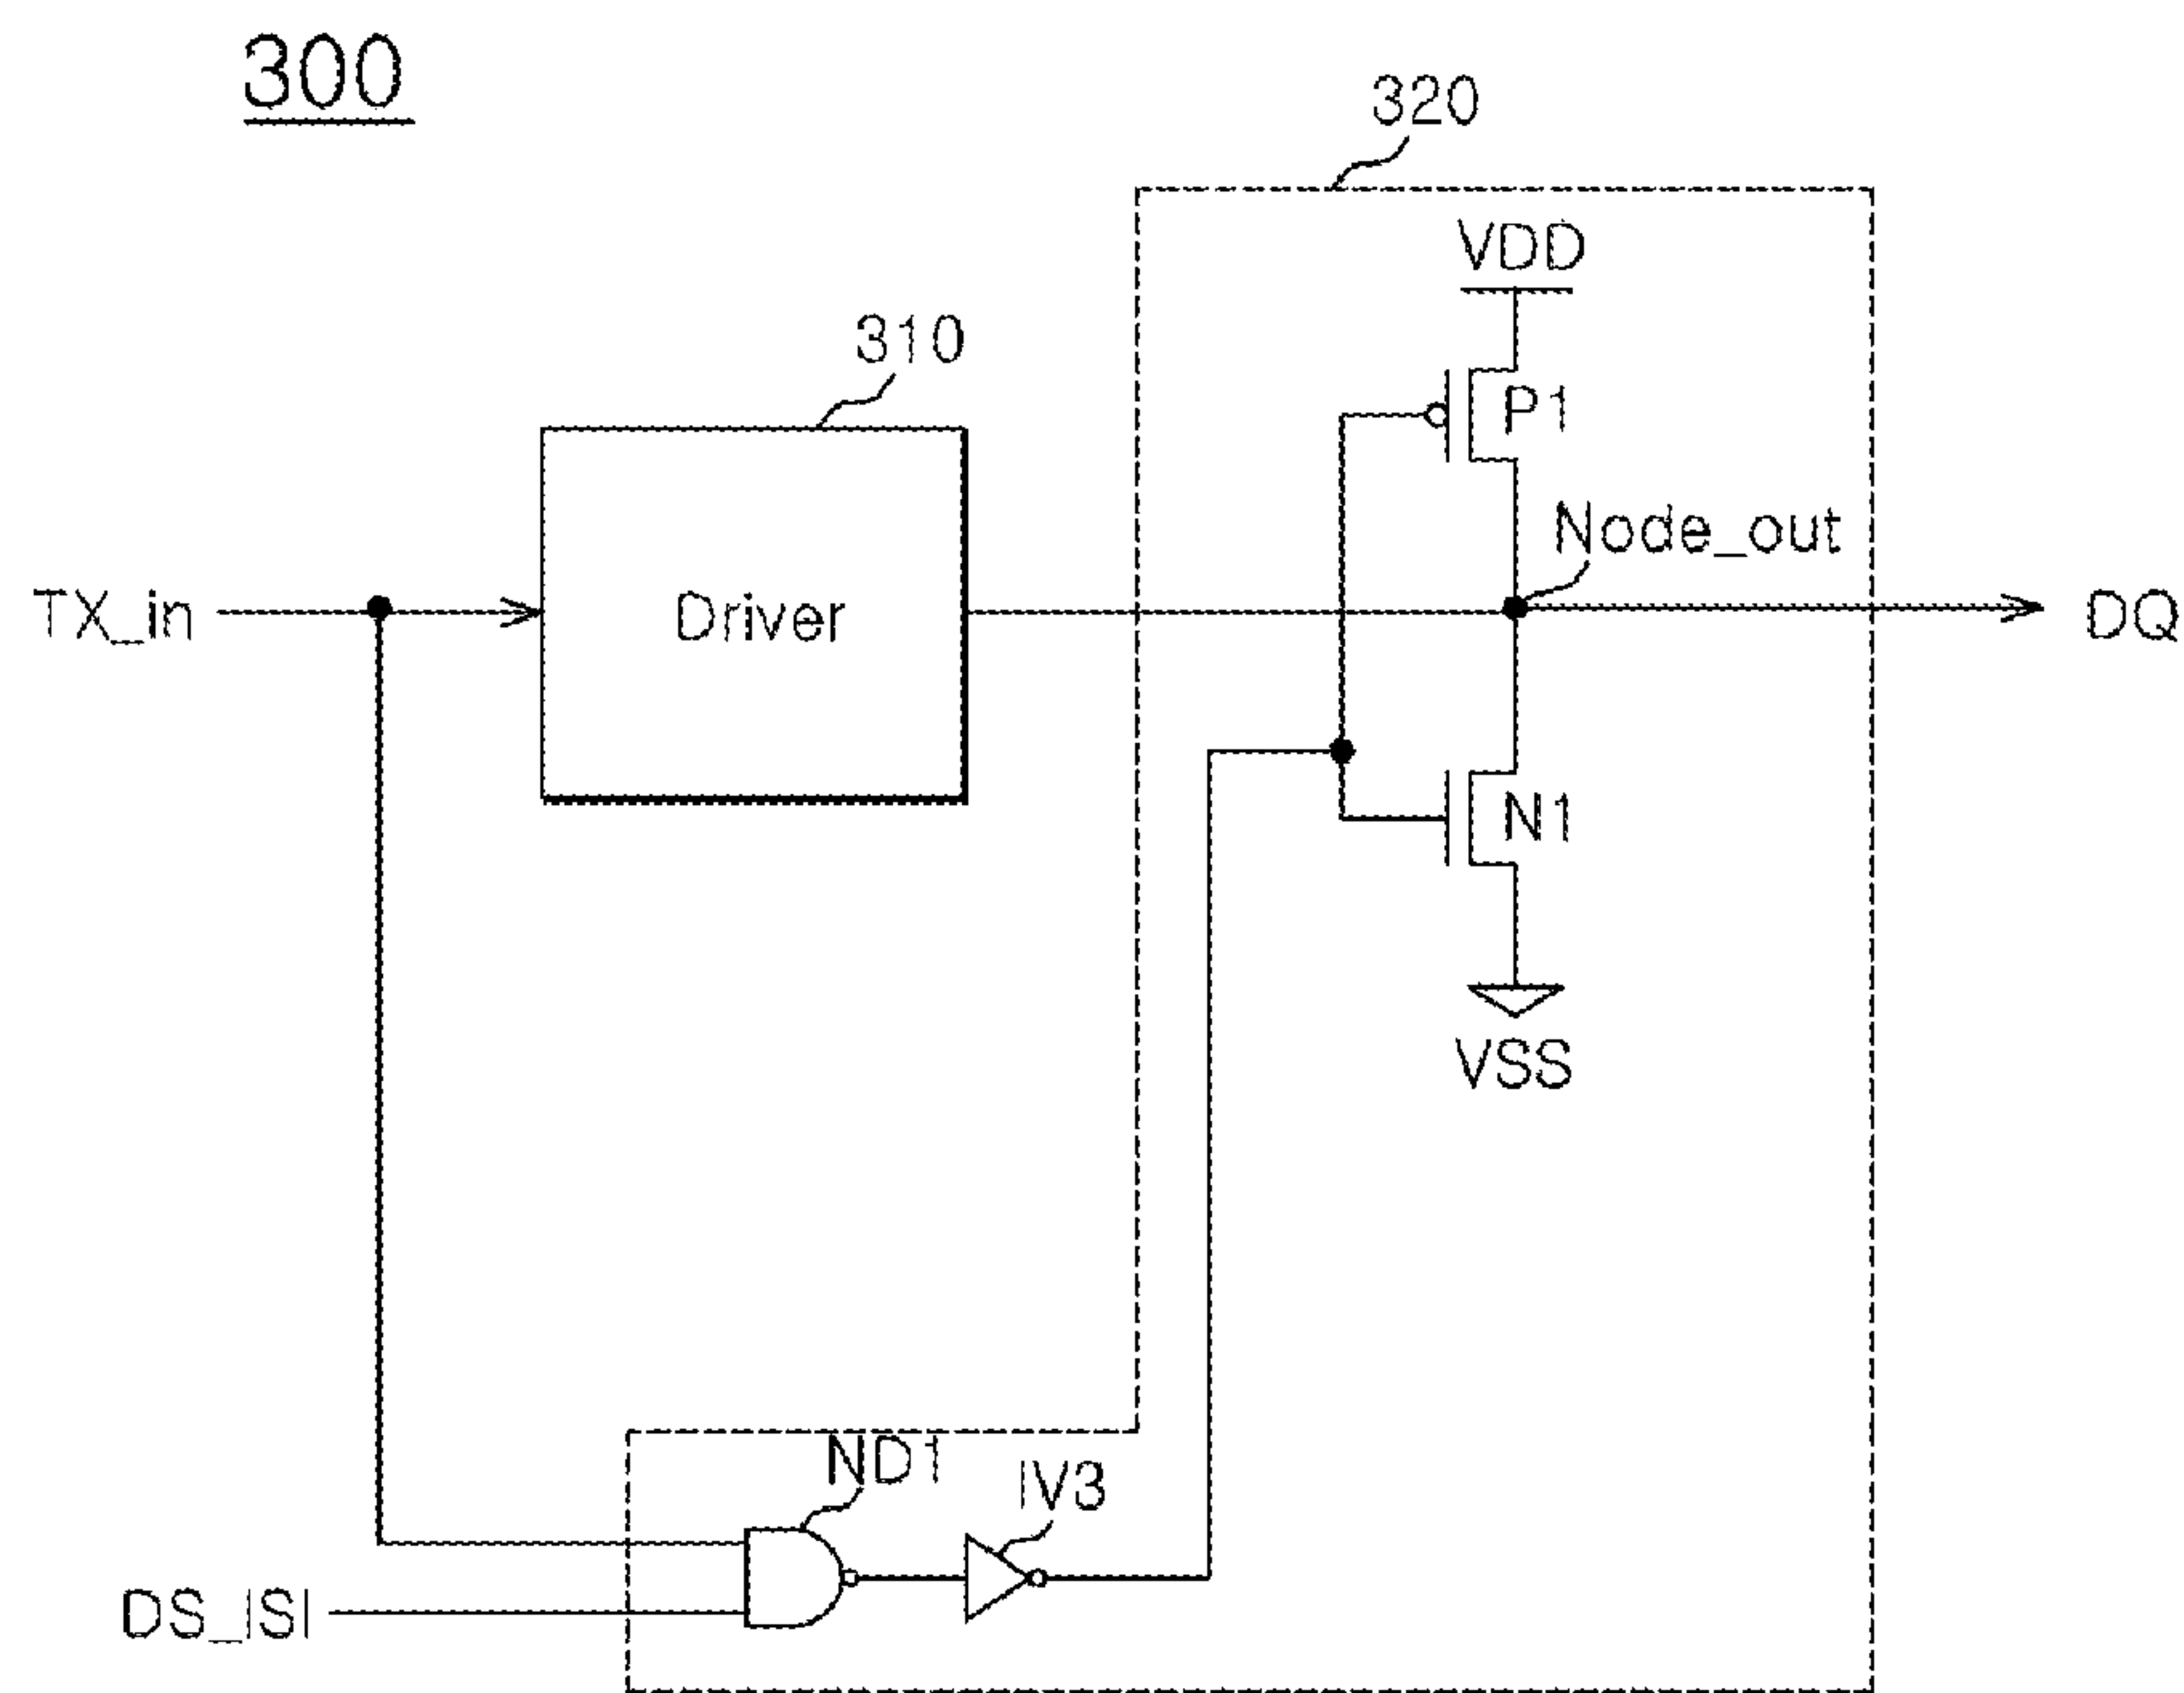 300
320
VDD
310
P1
Node_out
TX_in
Driver
DQ
N1
VSS
ND1
IV3
DS_ISI